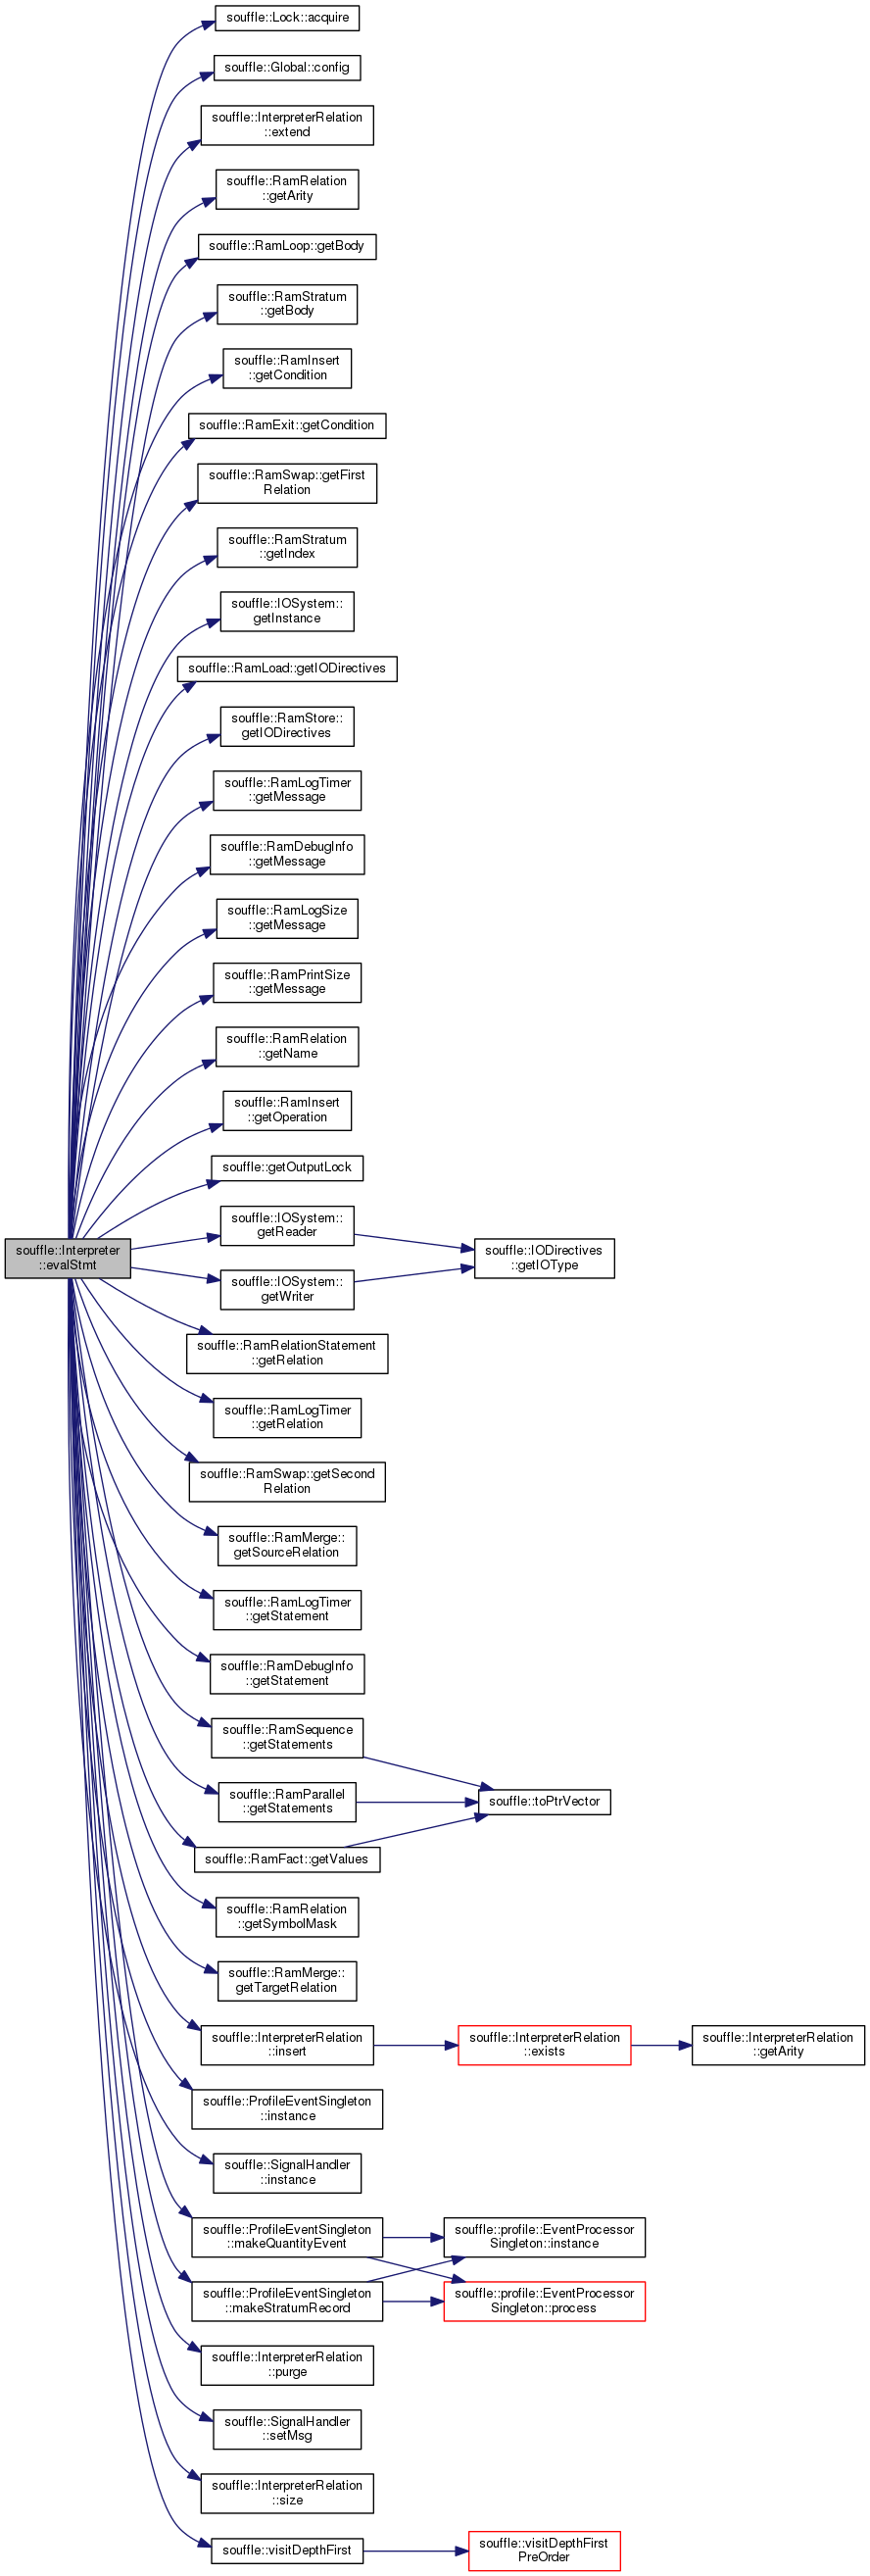 souffle::Lock::acquire
souffle::Global::config
souffle::InterpreterRelation
::extend
souffle::RamRelation
::getArity
souffle::RamLoop::getBody
souffle::RamStratum
::getBody
souffle::RamInsert
::getCondition
souffle::RamExit::getCondition
souffle::RamSwap::getFirst
Relation
souffle::RamStratum
::getIndex
souffle::IOSystem::
getInstance
souffle::RamLoad::getIODirectives
souffle::RamStore::
getIODirectives
souffle::RamLogTimer
::getMessage
souffle::RamDebugInfo
::getMessage
souffle::RamLogSize
::getMessage
souffle::RamPrintSize
::getMessage
souffle::RamRelation
::getName
souffle::RamInsert
::getOperation
souffle::getOutputLock
souffle::Interpreter
::evalStmt
souffle::IOSystem::
getReader
souffle::IOSystem::
getWriter
souffle::IODirectives
::getIOType
souffle::RamRelationStatement
::getRelation
souffle::RamLogTimer
::getRelation
souffle::RamSwap::getSecond
Relation
souffle::RamMerge::
getSourceRelation
souffle::RamLogTimer
::getStatement
souffle::RamDebugInfo
::getStatement
souffle::RamSequence
::getStatements
souffle::RamParallel
::getStatements
souffle::toPtrVector
souffle::RamFact::getValues
souffle::RamRelation
::getSymbolMask
souffle::RamMerge::
getTargetRelation
souffle::InterpreterRelation
::insert
souffle::InterpreterRelation
::exists
souffle::InterpreterRelation
::getArity
souffle::ProfileEventSingleton
::instance
souffle::SignalHandler
::instance
souffle::ProfileEventSingleton
::makeQuantityEvent
souffle::profile::EventProcessor
Singleton::instance
souffle::ProfileEventSingleton
::makeStratumRecord
souffle::profile::EventProcessor
Singleton::process
souffle::InterpreterRelation
::purge
souffle::SignalHandler
::setMsg
souffle::InterpreterRelation
::size
souffle::visitDepthFirst
souffle::visitDepthFirst
PreOrder